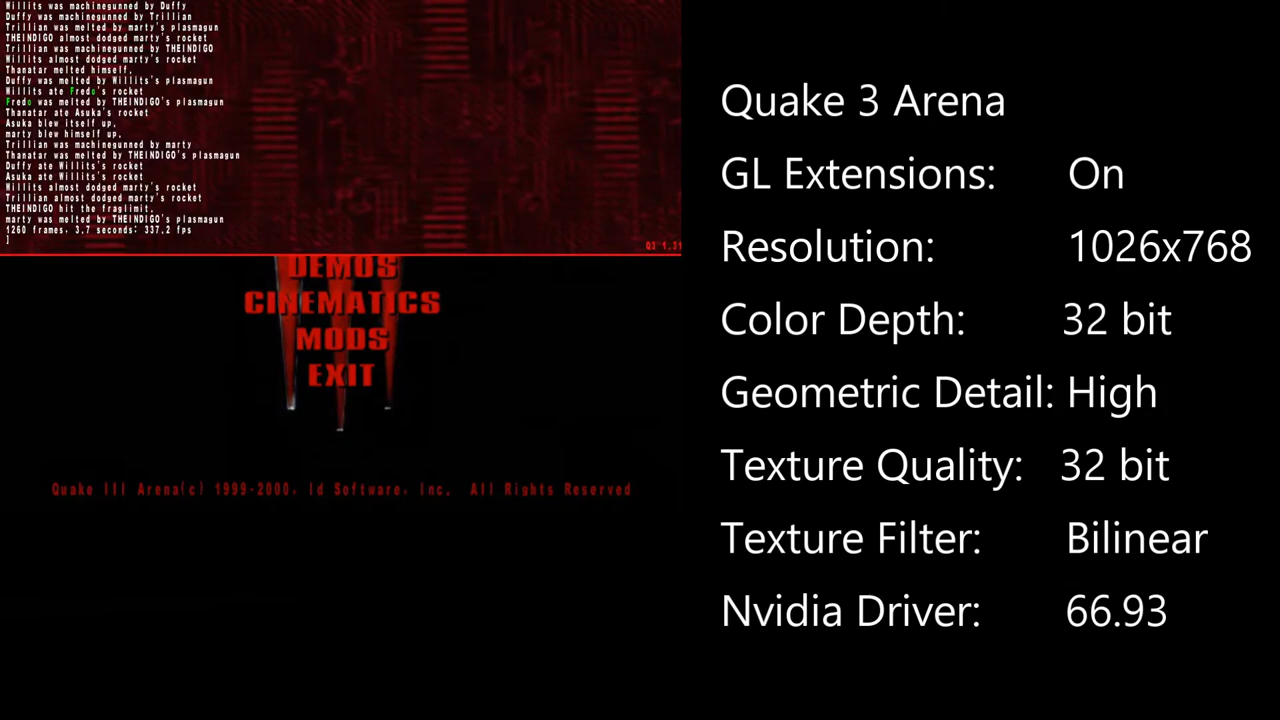 Willits was machinegunned by Duffy
Duffy was machinegunned by Trillian
Trillian was melted by marty's plasmagun
THEINDIGO almost dodged marty's rocket
Trillian was machinegunned by THEINDIGO
Willits almost dodged marty's rocket
Thanatar melted himself.
Duffy was melted by Willits's plasmagun
Willits ate Fredo's rocket
Fredo was melted by THEINDIGO's plasmagun
Thanatar ate Asuka's rocket
Asuka blew itself up.
marty blew himself up.
Trillian was machinegunned by marty
Thanatar was melted by THEINDIGO's plasmagun
Duffy ate Willits's rocket
Asuka ate Willits's rocket
Willits almost dodged marty's rocket
Trillian almost dodged marty's rocket
THEINDIGO hit the fraglimit.
marty was melted by THEINDIGO's plasmagun
1260 frames, 3.7 seconds: 337.2 fps
]
Q3 1.31
DEMOS
CINEMATICS
MODS
EXIT
Quake III Arena(c) 1999-2000, Id Software, Inc. All Rights Reserved
Quake 3 Arena
GL Extensions: On
Resolution: 1026x768
Color Depth: 32 bit
Geometric Detail: High
Texture Quality: 32 bit
Texture Filter: Bilinear
Nvidia Driver: 66.93